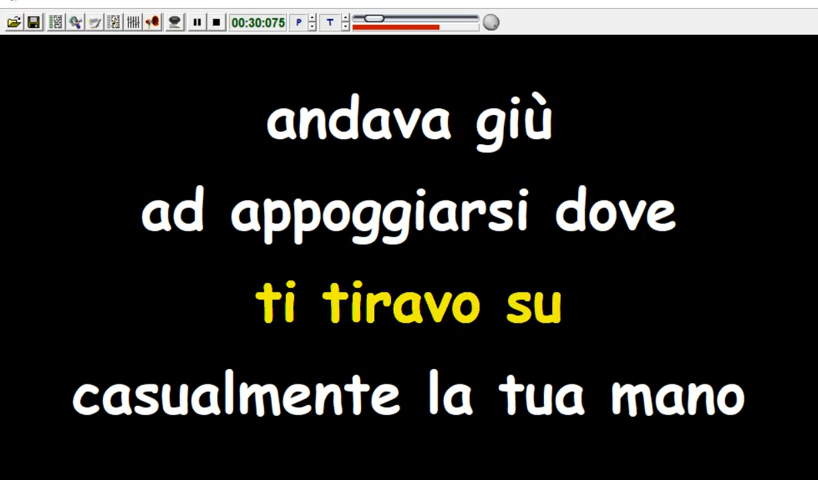 00:30:075 P T
andava giù
ad appoggiarsi dove
ti tiravo su
casualmente la tua mano